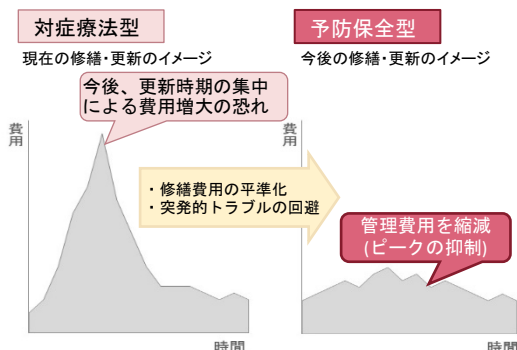 対症療法型
現在の修繕・更新のイメージ
今後、更新時期の集中
による費用増大の恐れ
費用
時間
・修繕費用の平準化
・突発的トラブルの回避
予防保全型
今後の修繕・更新のイメージ
費用
管理費用を縮減
(ピークの抑制)
時間